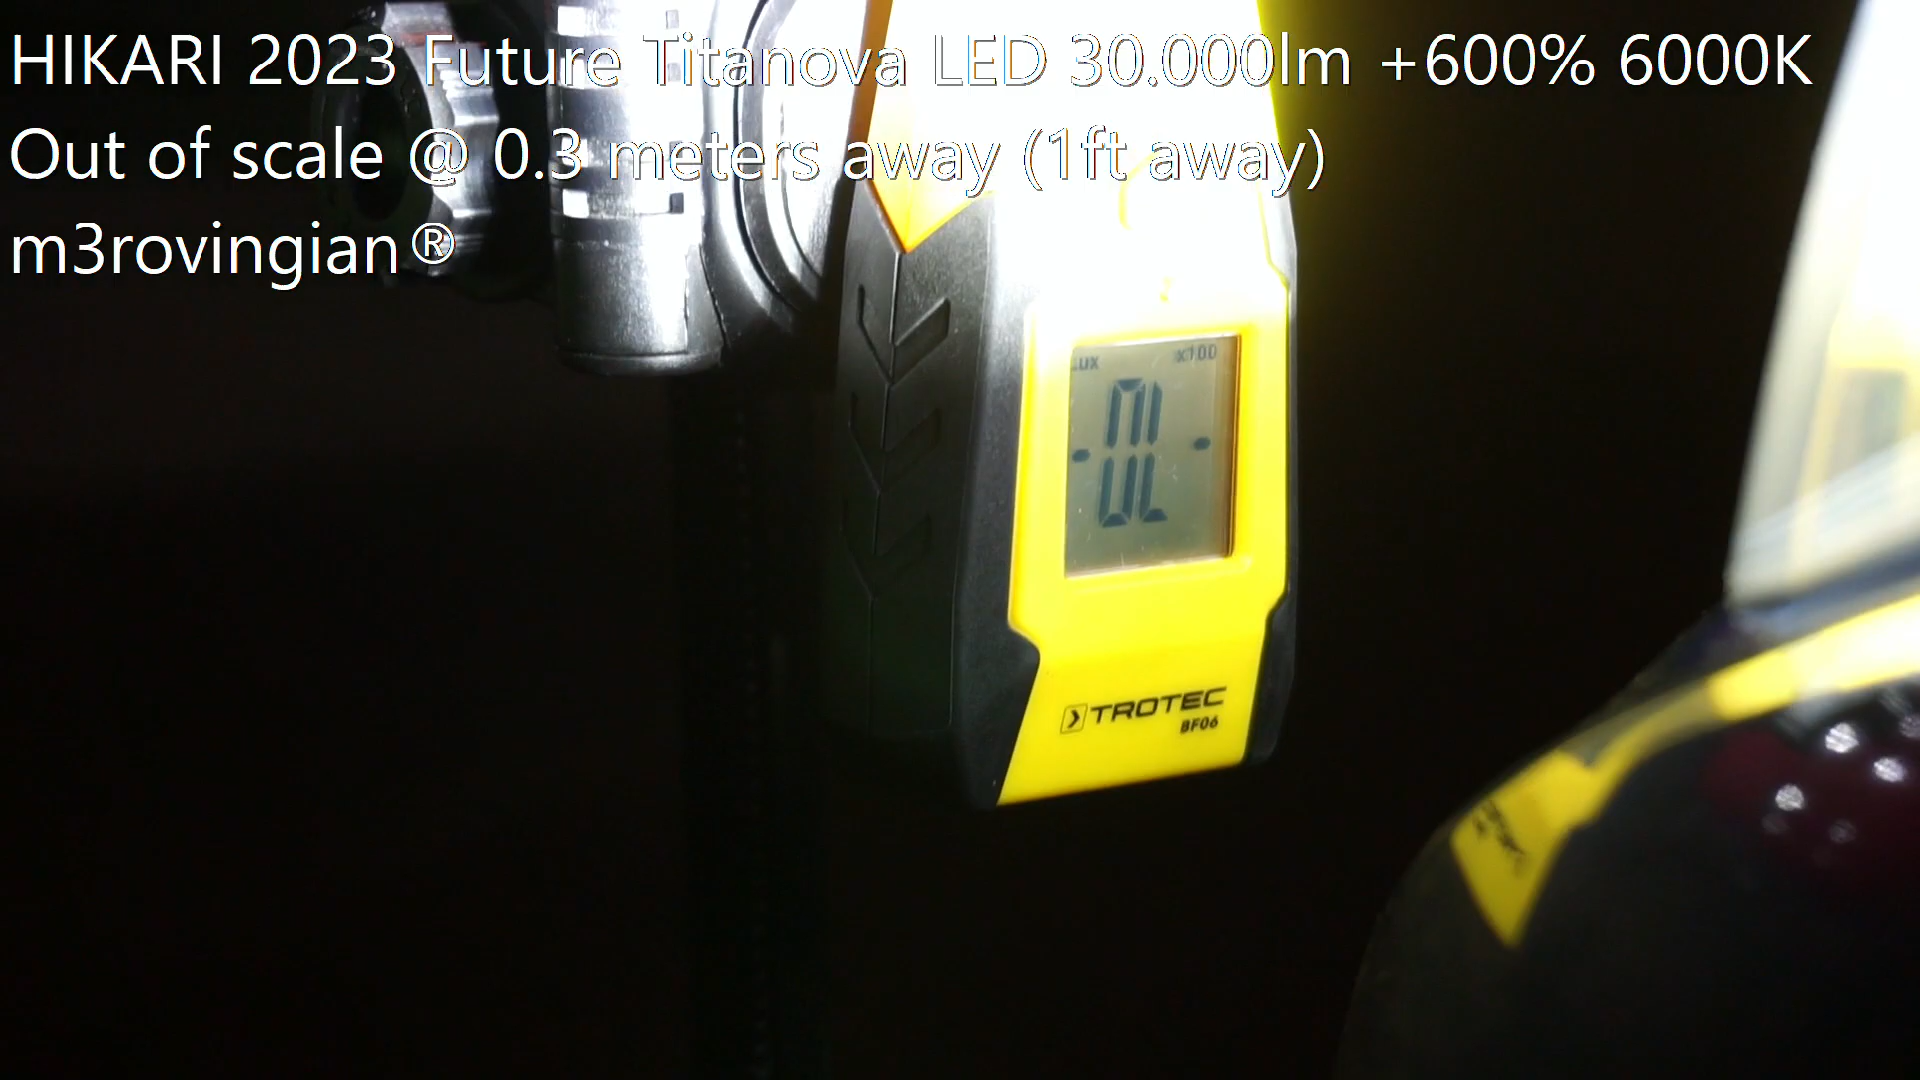 HIKARI 2023 Future Titanova LED 30.000lm +600% 6000K
Out of scale @ 0.3 meters away (1ft away)
m3rovingian®
Lux x100
OL
TROTEC
BF06